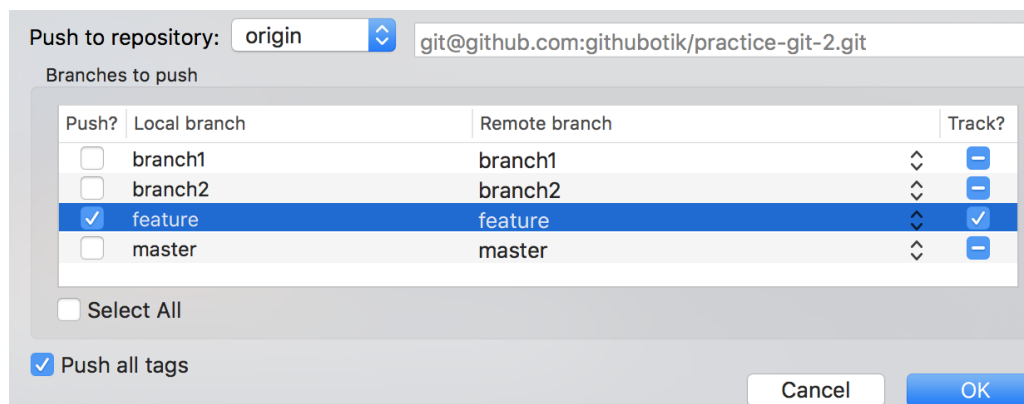 Push to repository: origin git@github.com:githubotik/practice-git-2.git
Branches to push
Push? Local branch Remote branch Track?
branch1 branch1
branch2 branch2
feature feature
master master
Select All
Push all tags
Cancel OK